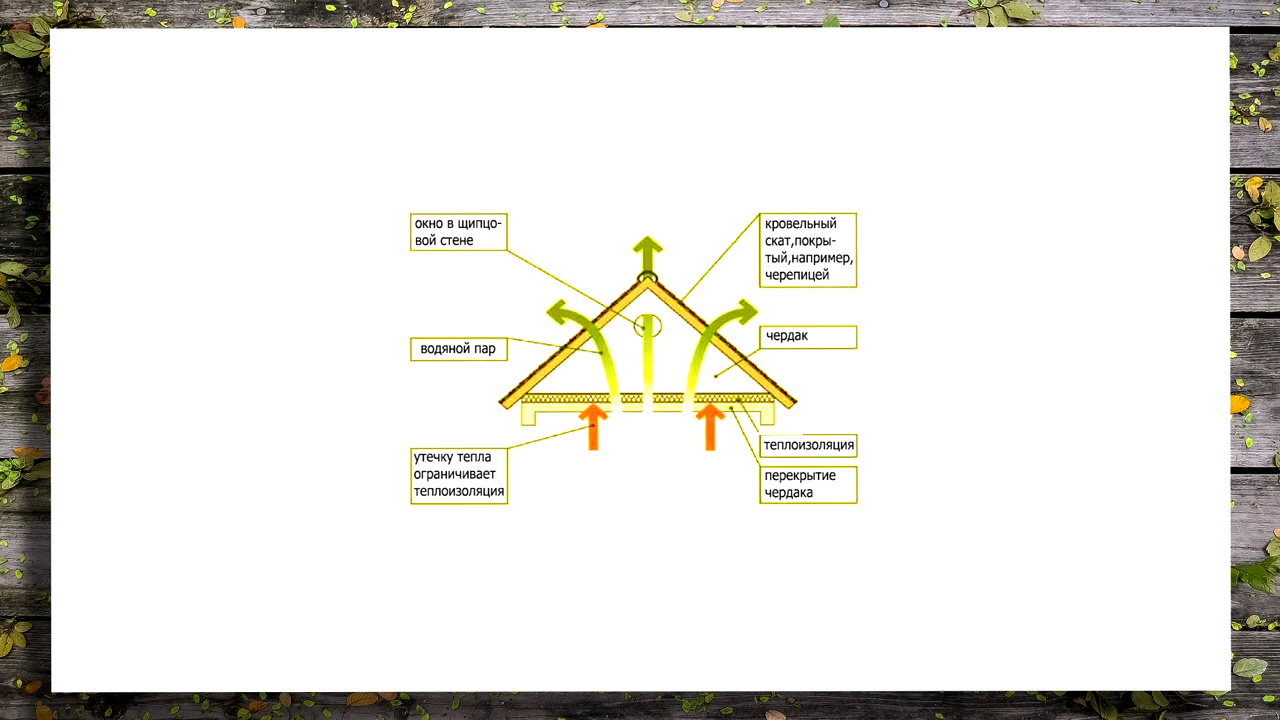 окно в щипцо-
вой стене
водяной пар
утечку тепла
ограничивает
теплоизоляция
кровельный
скат,покры-
тый,например,
черепицей
чердак
теплоизоляция
перекрытие
чердака